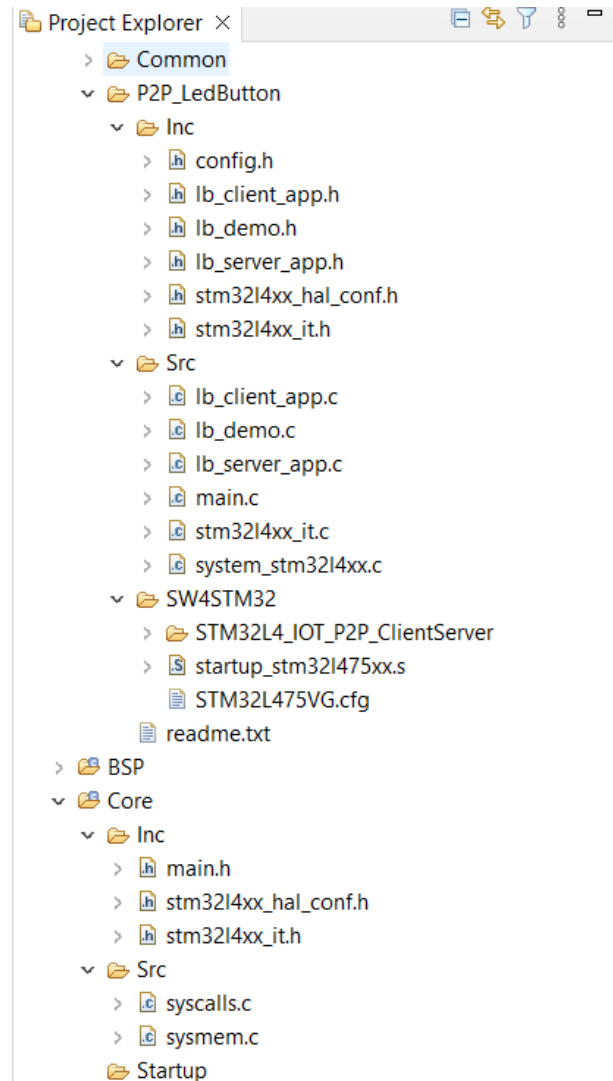 Project Explorer ×
Common
P2P_LedButton
Inc
config.h
lb_client_app.h
lb_demo.h
lb_server_app.h
stm32l4xx_hal_conf.h
stm32l4xx_it.h
Src
lb_client_app.c
lb_demo.c
lb_server_app.c
main.c
stm32l4xx_it.c
system_stm32l4xx.c
SW4STM32
STM32L4_IOT_P2P_ClientServer
startup_stm32l475xx.s
STM32L475VG.cfg
readme.txt
BSP
Core
Inc
main.h
stm32l4xx_hal_conf.h
stm32l4xx_it.h
Src
syscalls.c
sysmem.c
Startup